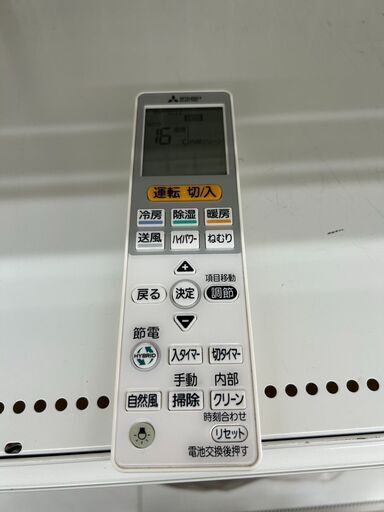 MITSUBISHI ELECTRIC
16
運転 切/入
冷房 除湿 暖房
送風 ハイパワー ねむり
項目移動
戻る 決定 調節
節電
HYBRID 入タイマー 切タイマー
手動 内部
自然風 掃除 クリーン
時刻合わせ
リセット
電池交換後押す